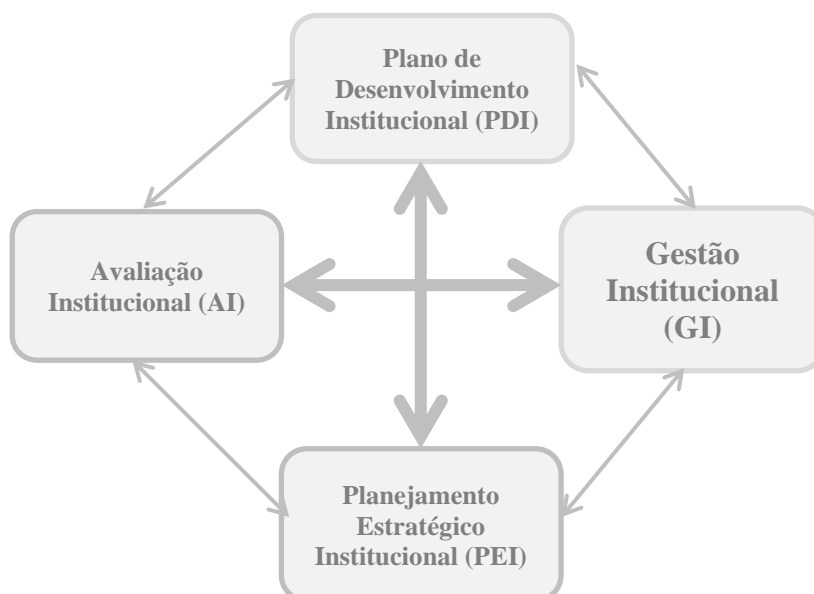 Plano de
Desenvolvimento
Institucional (PDI)
Avaliação
Institucional (AI)
Gestão
Institucional
(GI)
Planejamento
Estratégico
Institucional (PEI)